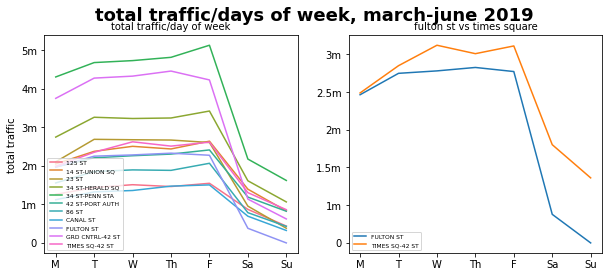 total traffic/days of week, march-june 2019
total traffic/day of week
total traffic
5m
4m
3m
2m
1m
0
125 ST
14 ST-UNION SQ
23 ST
34 ST-HERALD SQ
34 ST-PENN STA
42 ST-PORT AUTH
86 ST
CANAL ST
FULTON ST
GRD CNTRL-42 ST
TIMES SQ-42 ST
M T W Th F Sa Su
fulton st vs times square
3m
2.5m
2m
1.5m
1m
0
FULTON ST
TIMES SQ-42 ST
M T W Th F Sa Su